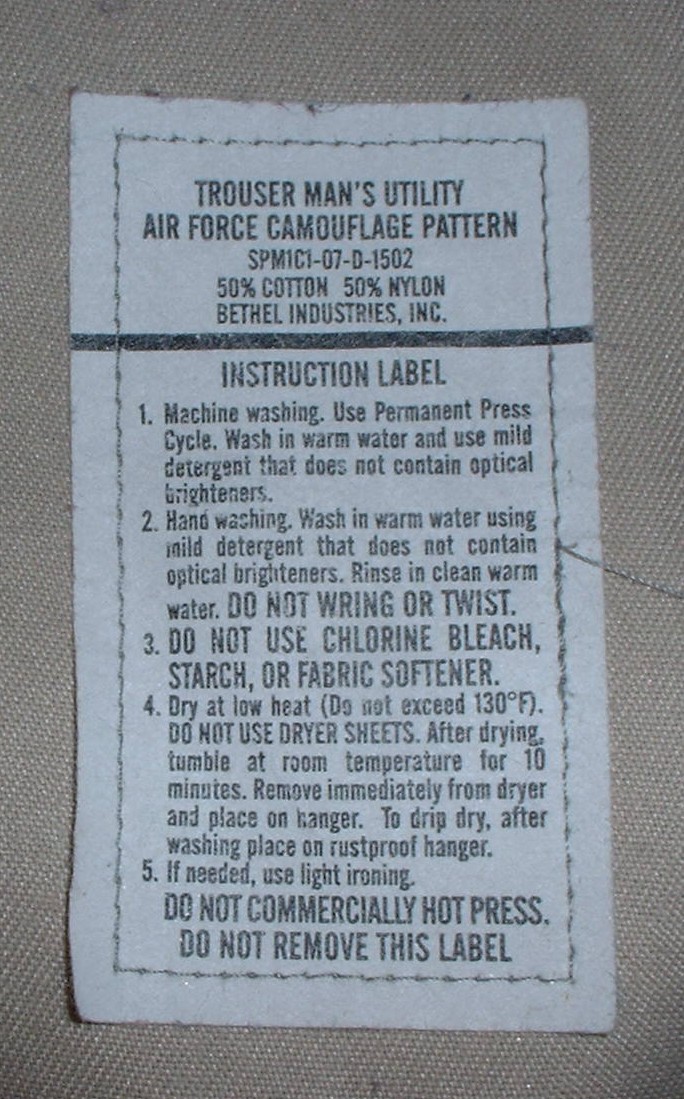 TROUSER MAN'S UTILITY
AIR FORCE CAMOUFLAGE PATTERN
SPM1C1-07-D-1502
50% COTTON 50% NYLON
BETHEL INDUSTRIES, INC.
INSTRUCTION LABEL
1. Machine washing. Use Permanent Press
Cycle. Wash in warm water and use mild
detergent that does not contain optical
brighteners.
2. Hand washing. Wash in warm water using
mild detergent that does not contain
optical brighteners. Rinse in clean warm
water. DO NOT WRING OR TWIST.
3. DO NOT USE CHLORINE BLEACH,
STARCH, OR FABRIC SOFTENER.
4. Dry at low heat (Do not exceed 130°F).
DO NOT USE DRYER SHEETS. After drying,
tumble at room temperature for 10
minutes. Remove immediately from dryer
and place on hanger. To drip dry, after
washing place on rustproof hanger.
5. If needed, use light ironing.
DO NOT COMMERCIALLY HOT PRESS.
DO NOT REMOVE THIS LABEL